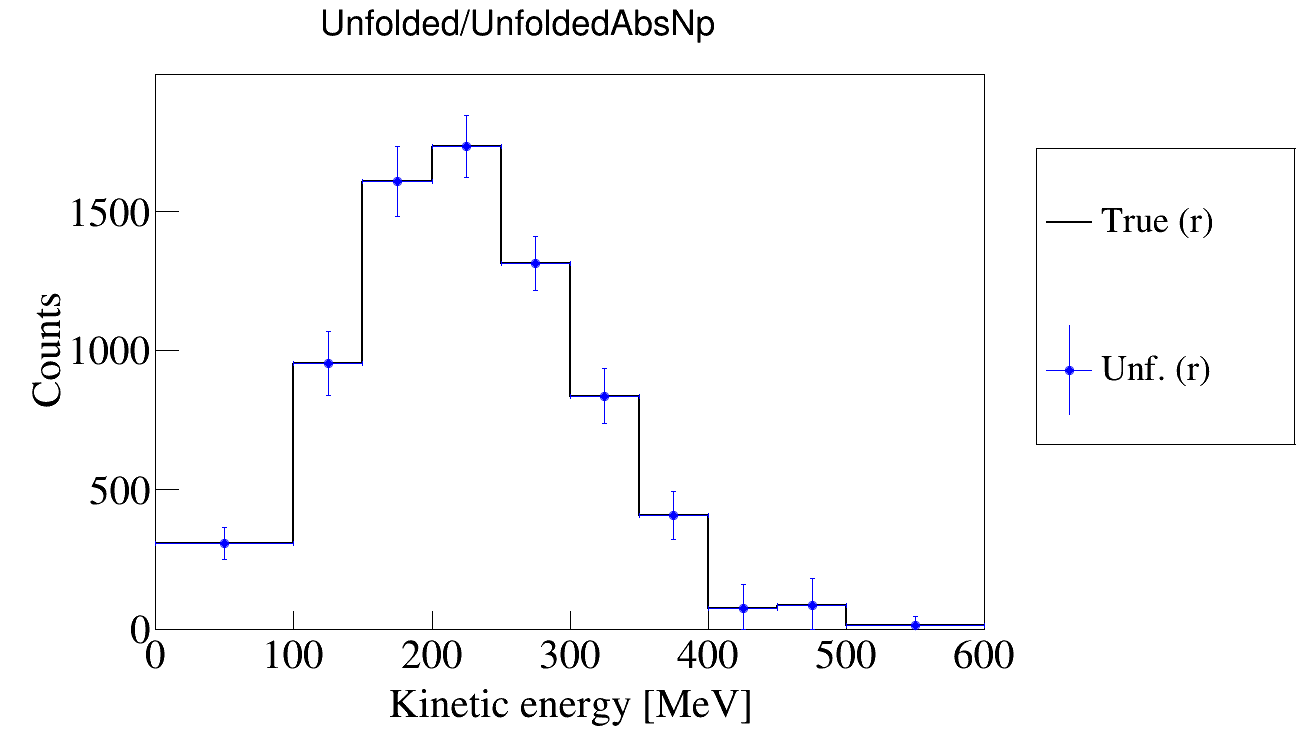 Unfolded/UnfoldedAbsNp
Counts
1500
1000
500
0
0 100 200 300 400 500 600
Kinetic energy [MeV]
True (r)
Unf. (r)